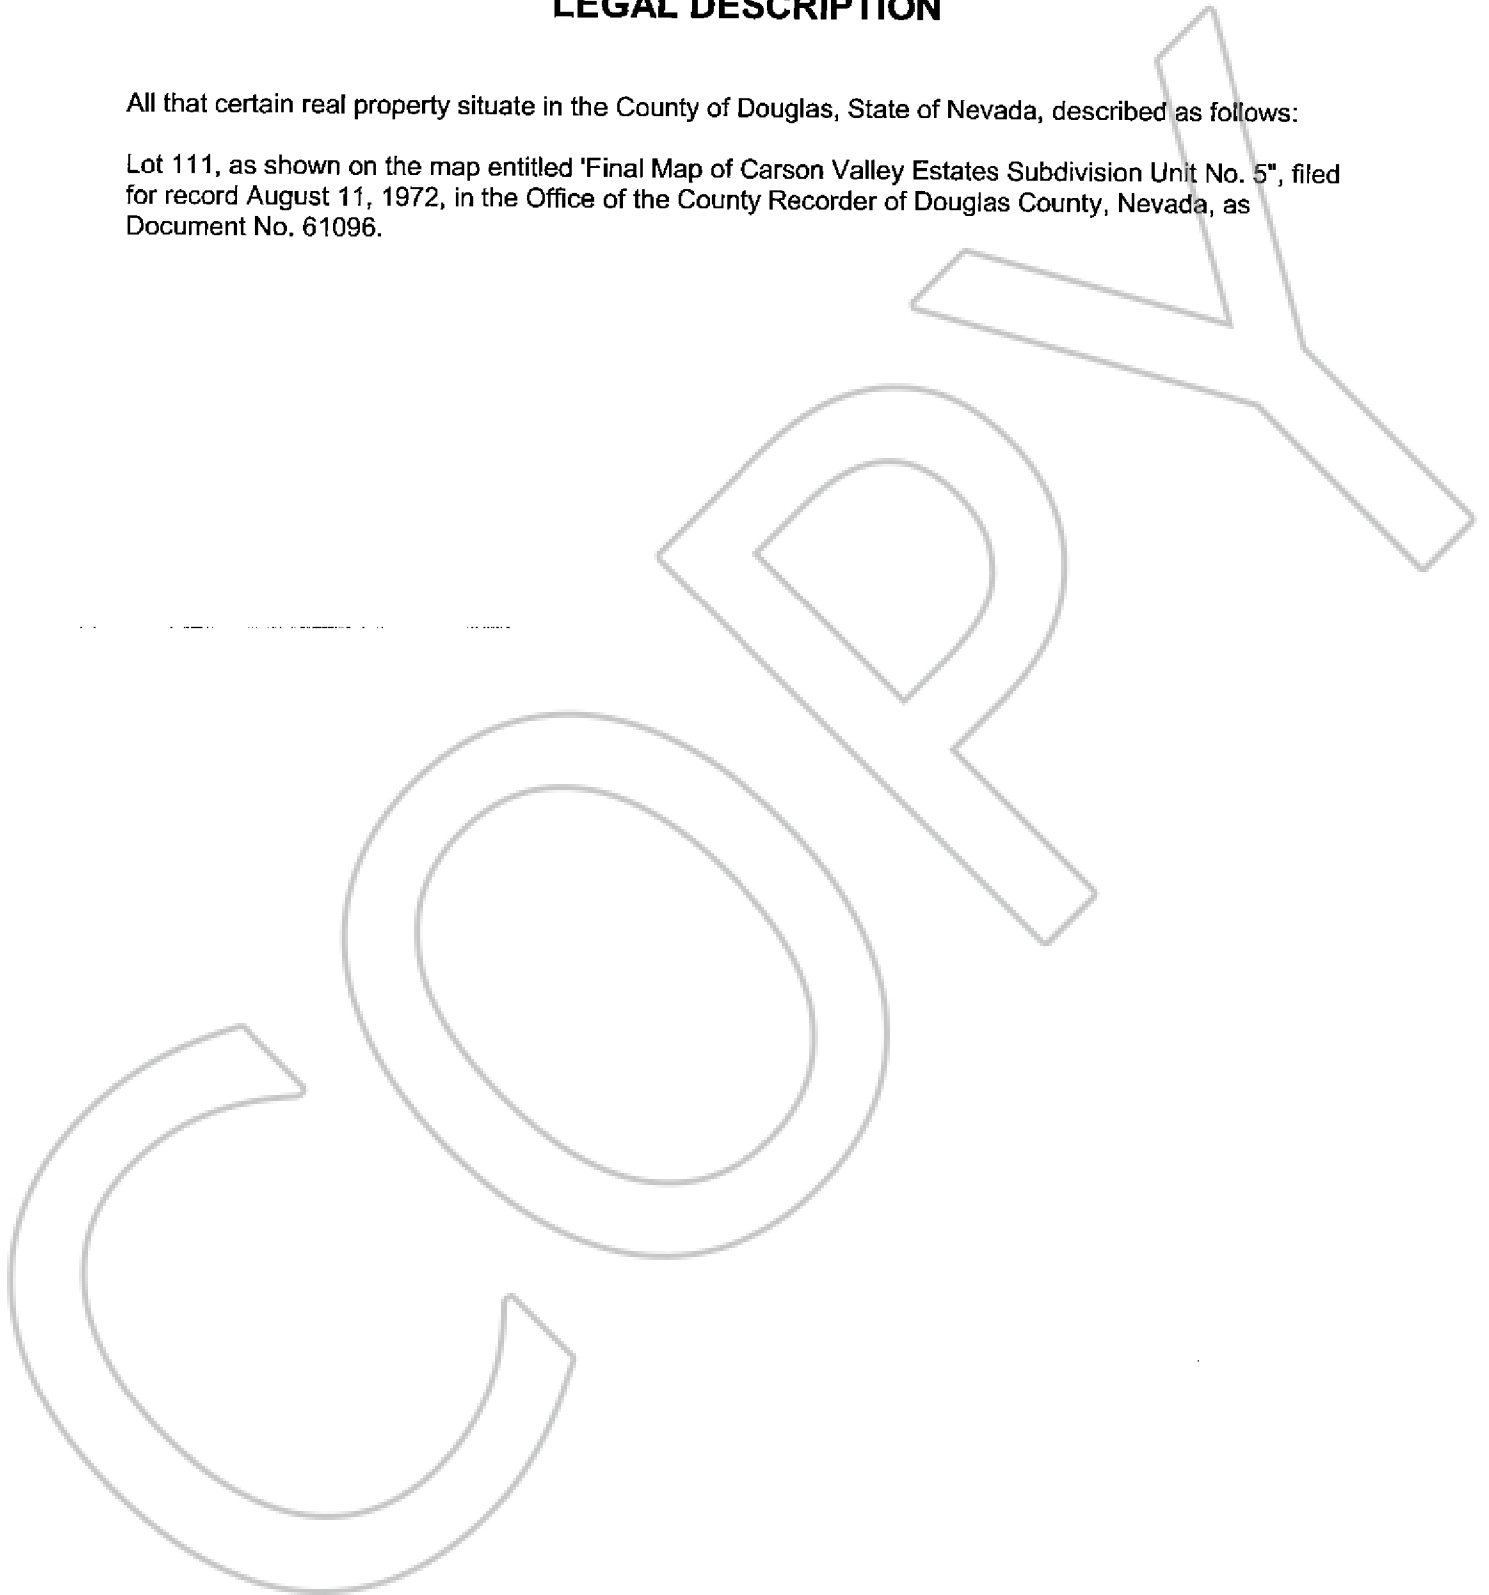 LEGAL DESCRIPTION
All that certain real property situate in the County of Douglas, State of Nevada, described as follows:
Lot 111, as shown on the map entitled 'Final Map of Carson Valley Estates Subdivision Unit No. 5", filed
for record August 11, 1972, in the Office of the County Recorder of Douglas County, Nevada, as
Document No. 61096.
COPY